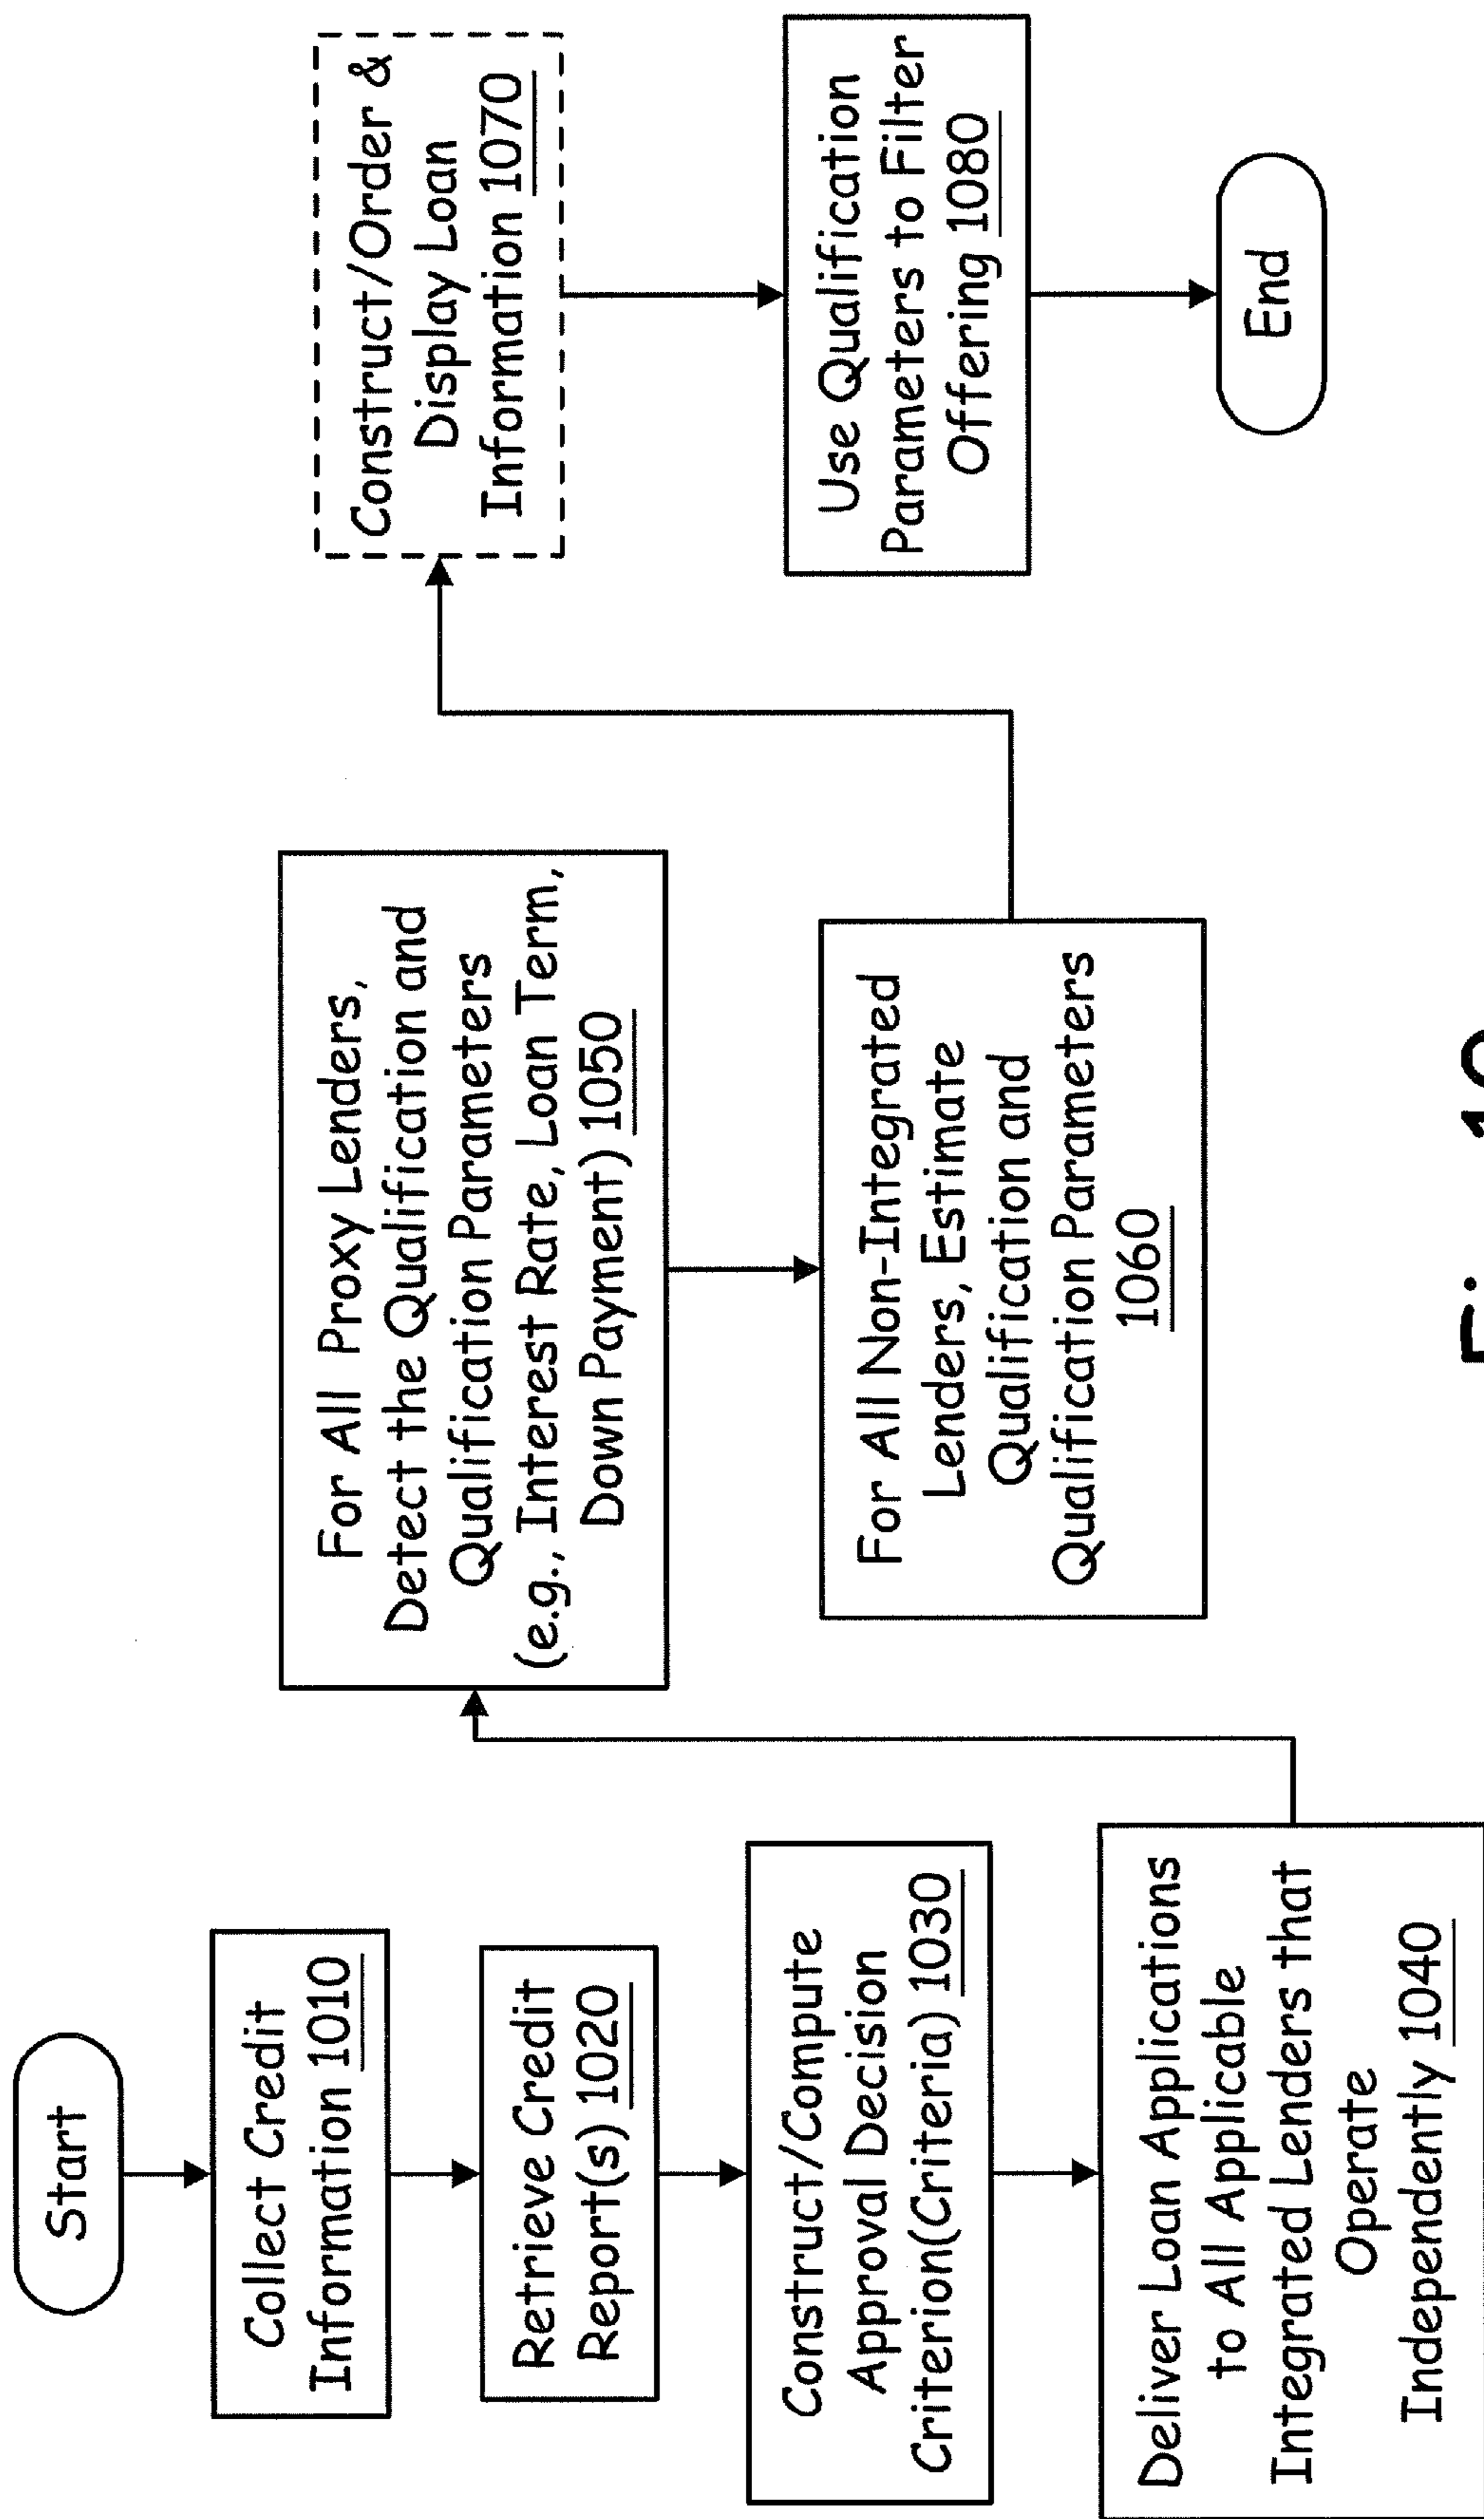 Start
Collect Credit
Information 1010
Retrieve Credit
Report(s) 1020
Construct/Compute
Approval Decision
Criterion(Criteria) 1030
Deliver Loan Applications
to All Applicable
Integrated Lenders that
Operate
Independently 1040
For All Proxy Lenders,
Detect the Qualification and
Qualification Parameters
(e.g., Interest Rate, Loan Term,
Down Payment) 1050
For All Non-Integrated
Lenders, Estimate
Qualification and
Qualification Parameters
1060
Construct/Order &
Display Loan
Information 1070
Use Qualification
Parameters to Filter
Offering 1080
End